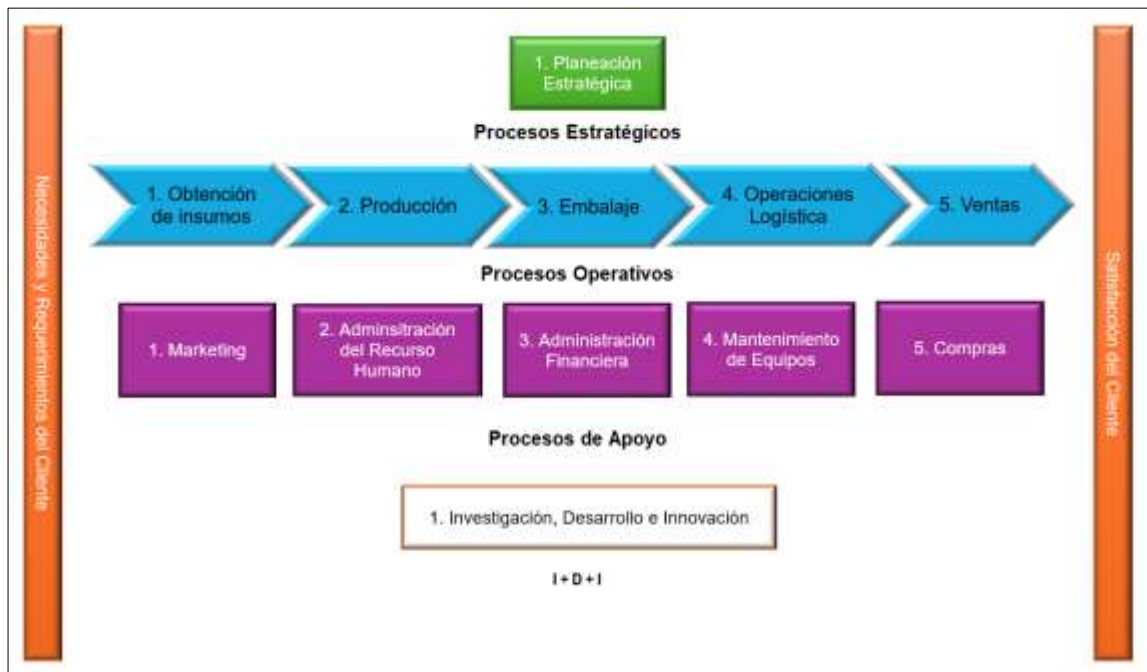 Necesidades y Requerimientos del Cliente
1. Planeación
Estratégica
Procesos Estratégicos
1. Obtención
de insumos
2. Producción
3. Embalaje
4. Operaciones
Logística
5. Ventas
Procesos Operativos
1. Marketing
2. Adminsitración
del Recurso
Humano
3. Administración
Financiera
4. Mantenimiento
de Equipos
5. Compras
Procesos de Apoyo
1. Investigación, Desarrollo e Innovación
I + D + I
Satisfacción del Cliente